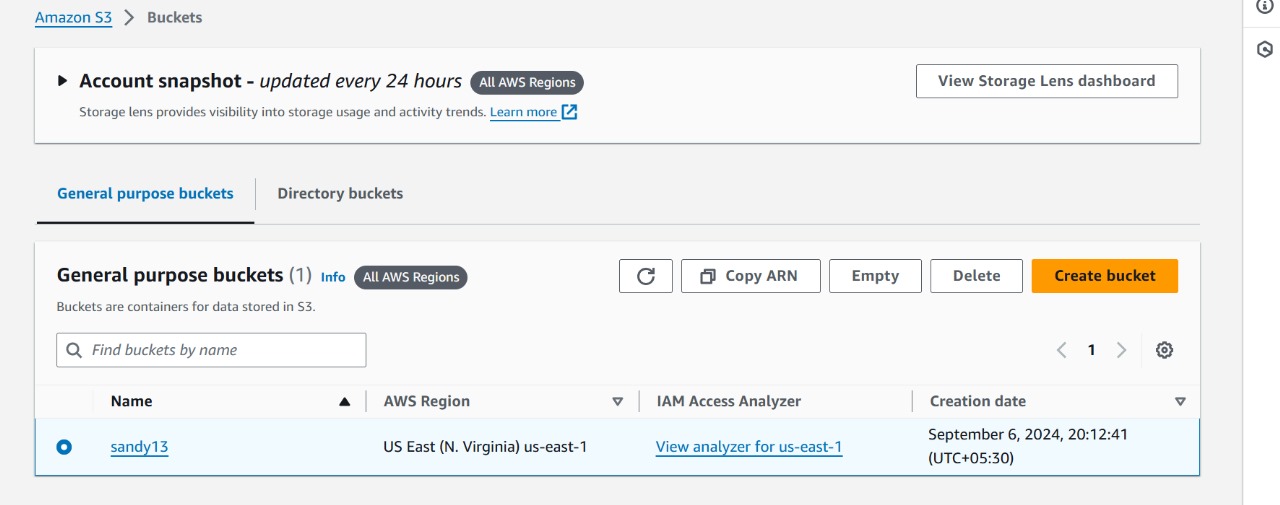 Amazon S3 > Buckets
Account snapshot - updated every 24 hours All AWS Regions View Storage Lens dashboard
Storage lens provides visibility into storage usage and activity trends. Learn more
General purpose buckets Directory buckets
General purpose buckets (1) Info All AWS Regions Copy ARN Empty Delete Create bucket
Buckets are containers for data stored in S3.
Find buckets by name 1
Name AWS Region IAM Access Analyzer Creation date
sandy13 US East (N. Virginia) us-east-1 View analyzer for us-east-1 September 6, 2024, 20:12:41
(UTC+05:30)